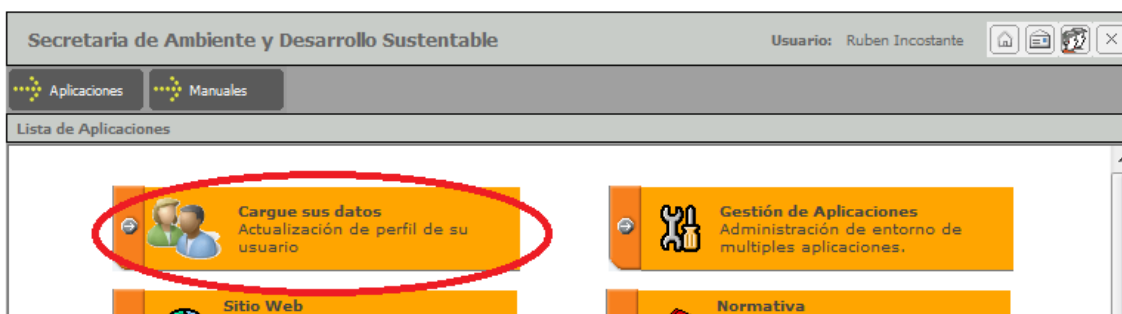 Secretaria de Ambiente y Desarrollo Sustentable
Usuario: Ruben Incostante
Aplicaciones
Manuales
Lista de Aplicaciones
Cargue sus datos
Actualización de perfil de su
usuario
Gestión de Aplicaciones
Administración de entorno de
multiples aplicaciones.
Sitio Web
Normativa